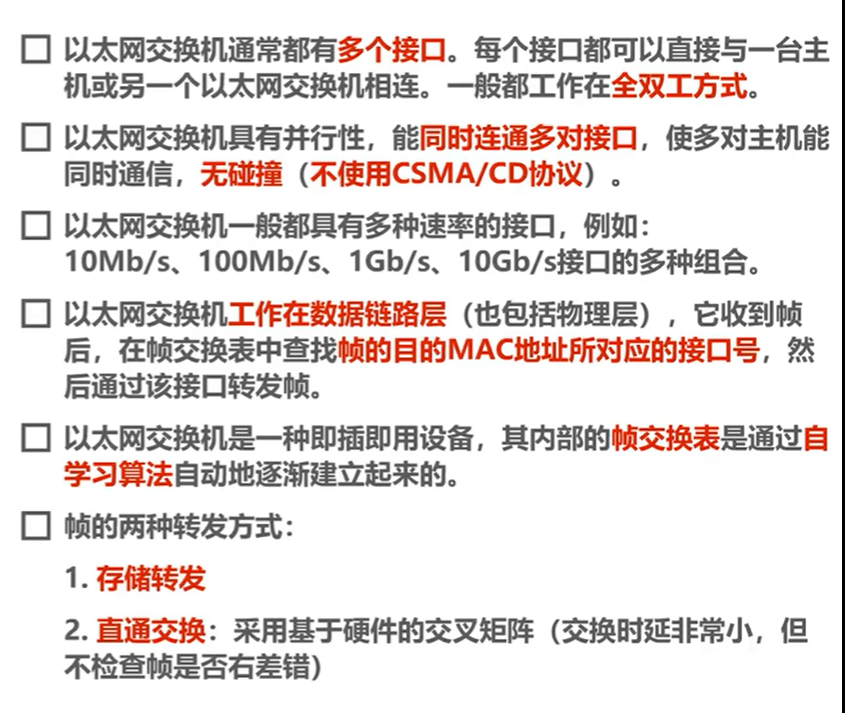 以太网交换机通常都有多个接口。每个接口都可以直接与一台主
机或另一个以太网交换机相连。一般都工作在全双工方式。
以太网交换机具有并行性，能同时连通多对接口，使多对主机能
同时通信，无碰撞（不使用CSMA/CD协议）。
以太网交换机一般都具有多种速率的接口，例如：
10Mb/s、100Mb/s、1Gb/s、10Gb/s接口的多种组合。
以太网交换机工作在数据链路层（也包括物理层），它收到帧
后，在帧交换表中查找帧的目的MAC地址所对应的接口号，然
后通过该接口转发帧。
以太网交换机是一种即插即用设备，其内部的帧交换表是通过自
学习算法自动地逐渐建立起来的。
帧的两种转发方式：
1. 存储转发
2. 直通交换：采用基于硬件的交叉矩阵（交换时延非常小，但
不检查帧是否右差错）